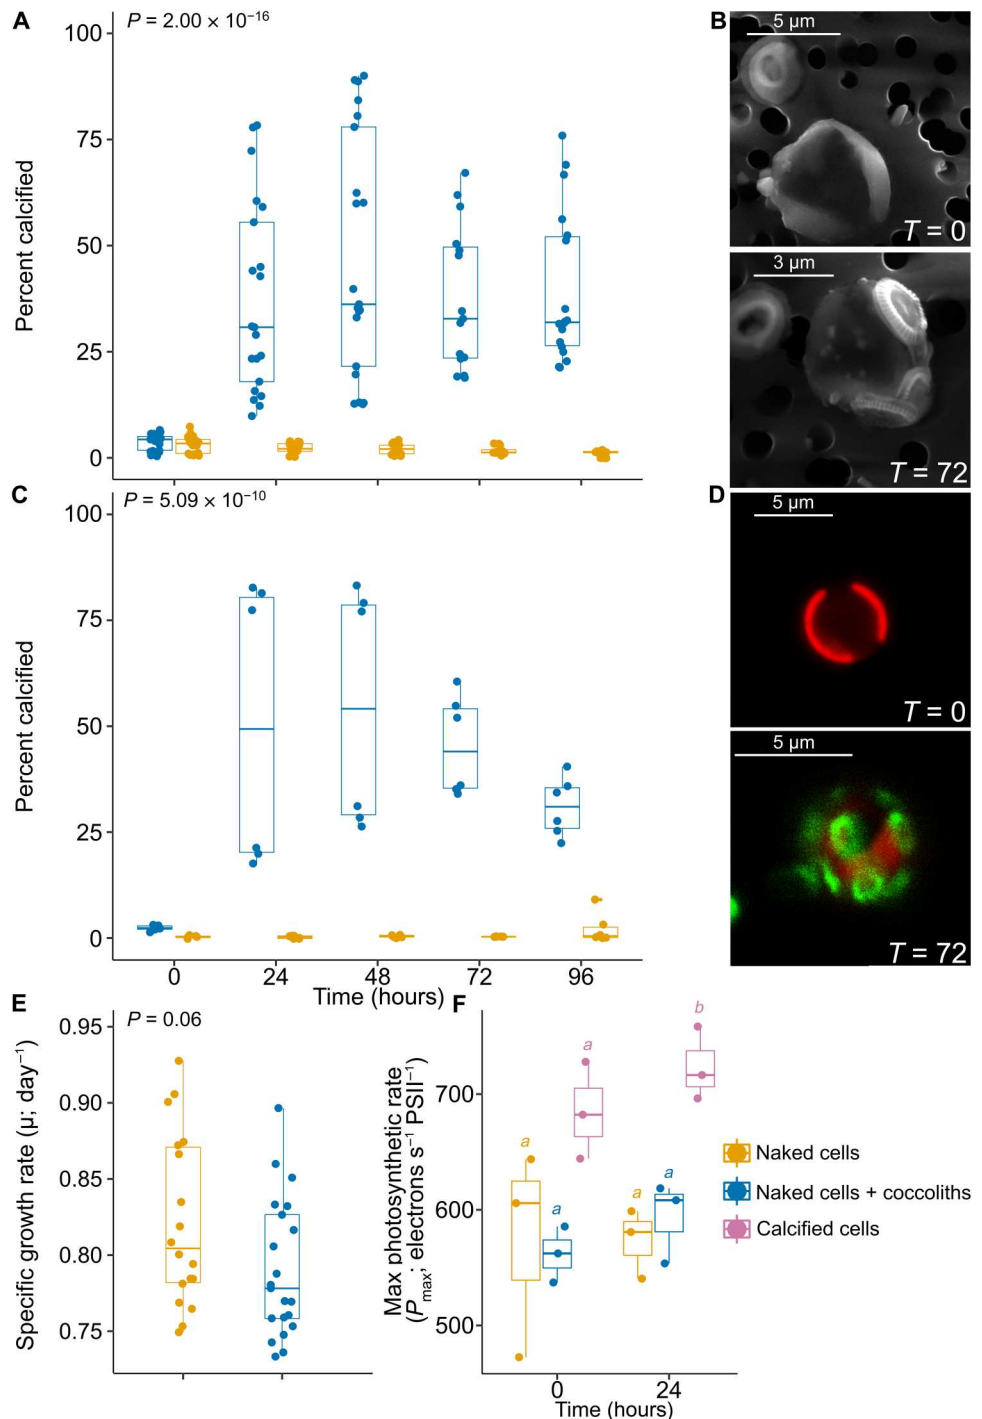 A
P = 2.00 × 10⁻¹⁶
100
75
50
25
0
Percent calcified
B
5 μm
T = 0
3 μm
T = 72
C
P = 5.09 × 10⁻¹⁰
100
75
50
25
0
Percent calcified
0 24 48 72 96
Time (hours)
D
5 μm
T = 0
5 μm
T = 72
E
P = 0.06
0.95
0.90
0.85
0.80
0.75
Specific growth rate (μ; day⁻¹)
F
Max photosynthetic rate
(Pmax; electrons s⁻¹ PSII⁻¹)
700
600
500
a
a
a
a
a
b
0 24
Time (hours)
Naked cells
Naked cells + coccoliths
Calcified cells